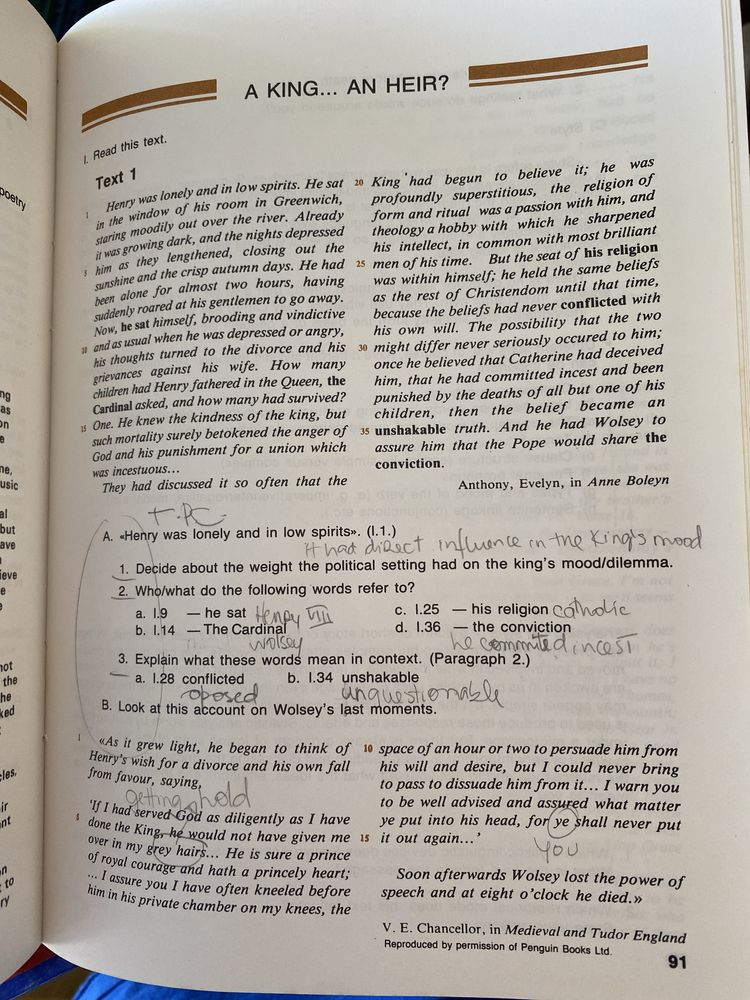 A KING... AN HEIR?
I. Read this text.
Text 1
1 Henry was lonely and in low spirits. He sat
in the window of his room in Greenwich,
staring moodily out over the river. Already
it was growing dark, and the nights depressed
5 him as they lengthened, closing out the
sunshine and the crisp autumn days. He had
been alone for almost two hours, having
suddenly roared at his gentlemen to go away.
Now, he sat himself, brooding and vindictive
10 and as usual when he was depressed or angry,
his thoughts turned to the divorce and his
grievances against his wife. How many
children had Henry fathered in the Queen, the
Cardinal asked, and how many had survived?
15 One. He knew the kindness of the king, but
such mortality surely betokened the anger of
God and his punishment for a union which
was incestuous...
They had discussed it so often that the
20 King had begun to believe it; he was
profoundly superstitious, the religion of
form and ritual was a passion with him, and
theology a hobby with which he sharpened
his intellect, in common with most brilliant
25 men of his time. But the seat of his religion
was within himself; he held the same beliefs
as the rest of Christendom until that time,
because the beliefs had never conflicted with
his own will. The possibility that the two
30 might differ never seriously occured to him;
once he believed that Catherine had deceived
him, that he had committed incest and been
punished by the deaths of all but one of his
children, then the belief became an
35 unshakable truth. And he had Wolsey to
assure him that the Pope would share the
conviction.
Anthony, Evelyn, in Anne Boleyn
T.PC
A. «Henry was lonely and in low spirits». (l.1.)
it had direct influence in the King's mood
1. Decide about the weight the political setting had on the king's mood/dilemma.
2. Who/what do the following words refer to?
a. l.9 — he sat Henry VIII
c. l.25 — his religion catholic
b. l.14 — The Cardinal
d. l.36 — the conviction
wolsey
he commited incest
3. Explain what these words mean in context. (Paragraph 2.)
a. l.28 conflicted b. l.34 unshakable
oposed unquestionable
B. Look at this account on Wolsey's last moments.
1 «As it grew light, he began to think of
Henry's wish for a divorce and his own fall
from favour, saying,
getting hold
5 'If I had served God as diligently as I have
done the King, he would not have given me
over in my grey hairs... He is sure a prince
of royal courage and hath a princely heart;
... I assure you I have often kneeled before
him in his private chamber on my knees, the
10 space of an hour or two to persuade him from
his will and desire, but I could never bring
to pass to dissuade him from it... I warn you
to be well advised and assured what matter
ye put into his head, for ye shall never put
15 it out again...'
you
Soon afterwards Wolsey lost the power of
speech and at eight o'clock he died.»
V. E. Chancellor, in Medieval and Tudor England
Reproduced by permission of Penguin Books Ltd.
91
poetry